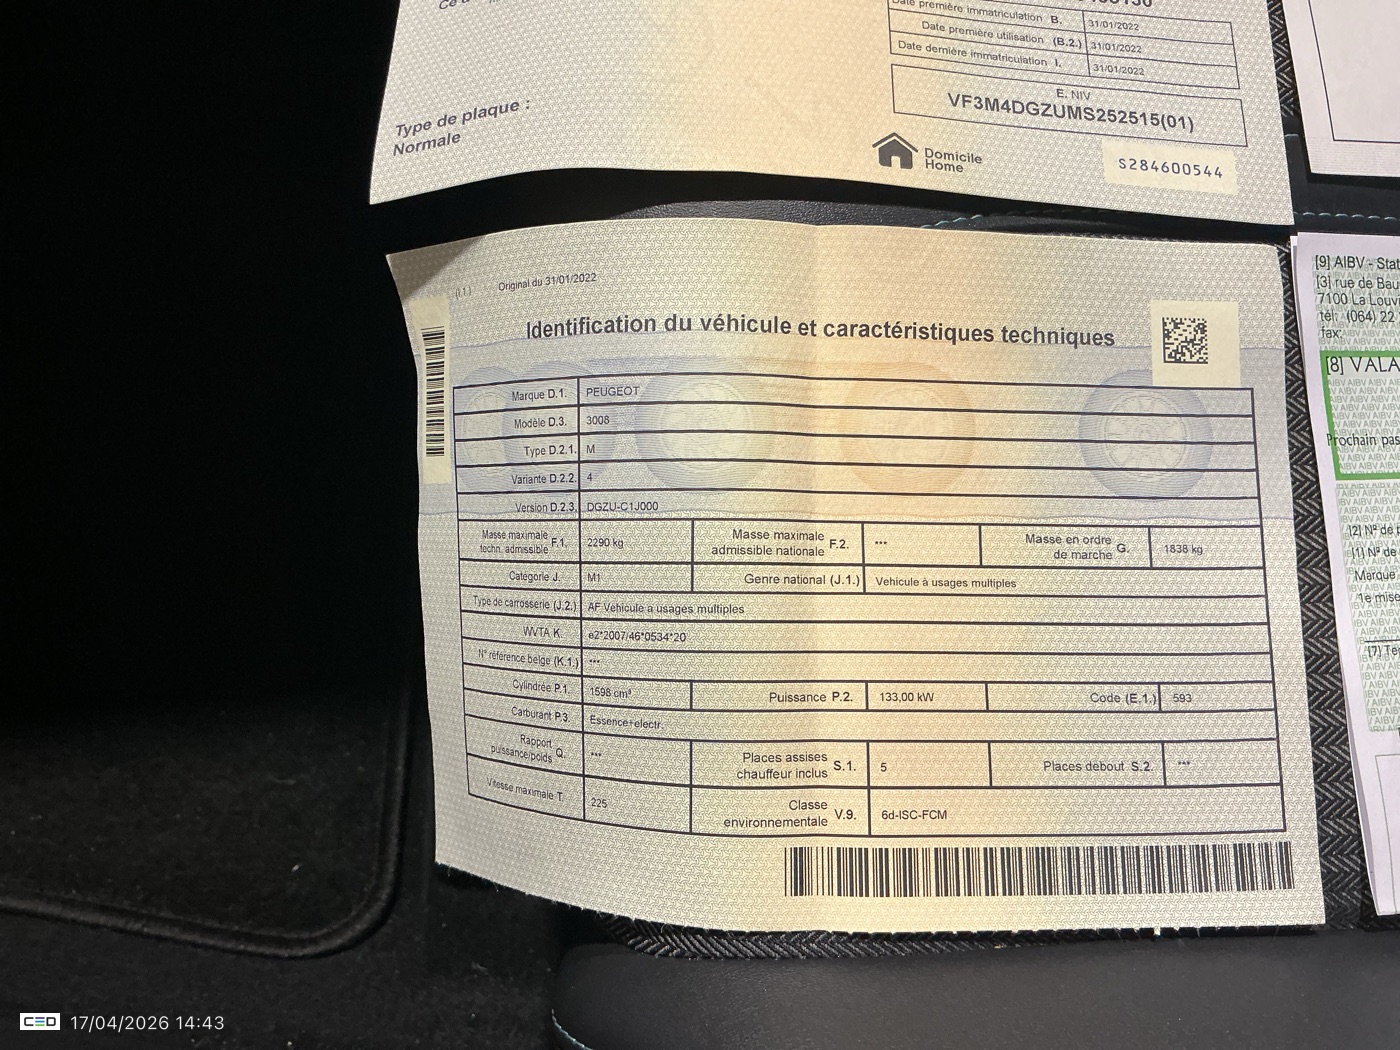 Date première immatriculation B. 31/01/2022
Date première utilisation (B.2.) 31/01/2022
Date dernière immatriculation I. 31/01/2022
E. NIV
VF3M4DGZUMS252515(01)
Type de plaque :
Normale
Domicile
Home
S284600544
Original du 31/01/2022
Identification du véhicule et caractéristiques techniques
Marque D.1. PEUGEOT
Modèle D.3. 3008
Type D.2.1. M
Variante D.2.2. 4
Version D.2.3. DGZU-C1J000
Masse maximale techn. admissible F.1. 2290 kg Masse maximale admissible nationale F.2. *** Masse en ordre de marche G. 1838 kg
Catégorie J. M1 Genre national (J.1.) Vehicule à usages multiples
Type de carrosserie (J.2.) AF Vehicule a usages multiples
WVTA K. e2*2007/46*0534*20
N° référence belge (K.1.) ***
Cylindrée P.1. 1598 cm³ Puissance P.2. 133,00 kW Code (E.1.) 593
Carburant P.3. Essence+electr.
Rapport puissance/poids Q. *** Places assises chauffeur inclus S.1. 5 Places debout S.2. ***
Vitesse maximale T. 225 Classe environnementale V.9. 6d-ISC-FCM
[9] AIBV - Stat
[3] rue de Bau
7100 La Louvi
tél: (064) 22
fax:
[8] VALA
Prochain pas
[2] N° de
[1] N° de
Marque
1e mise
[7] Te
CED 17/04/2026 14:43